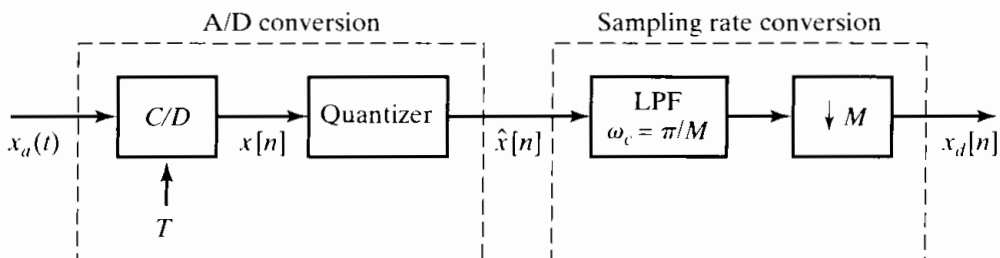 A/D conversion
Sampling rate conversion
x_a(t)
C/D
x[n]
Quantizer
x̂[n]
LPF
ω_c = π/M
↓ M
x_d[n]
T